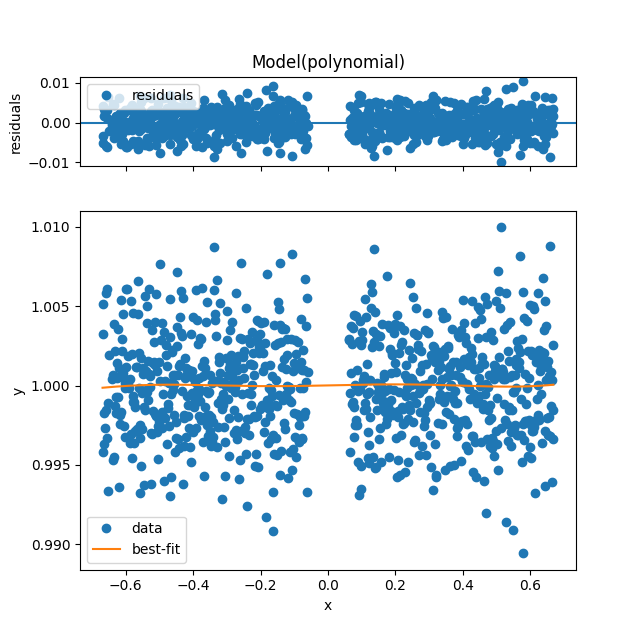 Model(polynomial)
0.01
0.00
−0.01
residuals
residuals
1.010
1.005
1.000
0.995
0.990
y
data
best-fit
−0.6 −0.4 −0.2 0.0 0.2 0.4 0.6
x